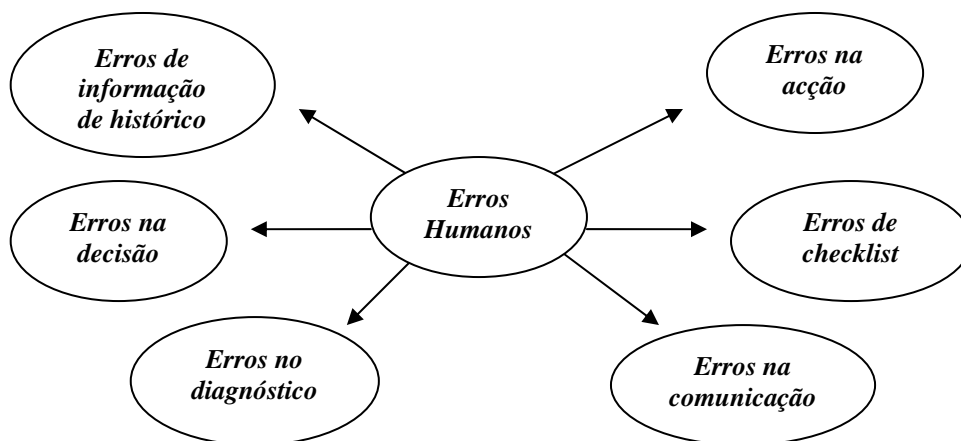 Erros de
informação
de histórico
Erros na
acção
Erros
Humanos
Erros na
decisão
Erros de
checklist
Erros no
diagnóstico
Erros na
comunicação